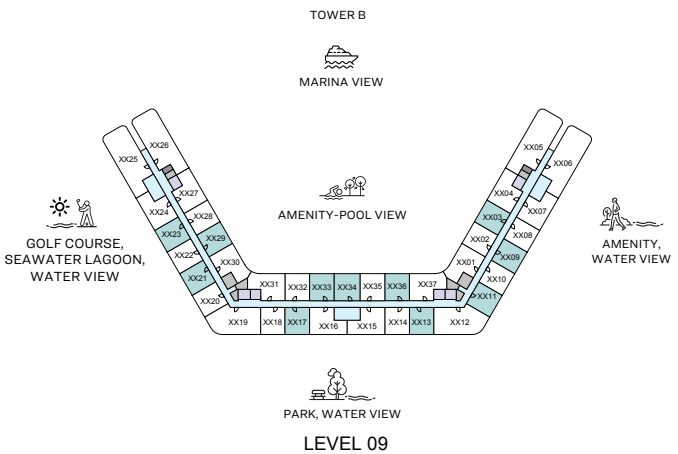 TOWER B
MARINA VIEW
XX26
XX25
XX05
XX06
XX27
XX04
XX24
XX28
XX03
XX07
XX23
XX29
XX02
XX08
XX22
XX30
XX01
XX09
XX21
XX10
XX20
XX31
XX32
XX33
XX34
XX35
XX36
XX37
XX11
XX19
XX18
XX17
XX16
XX15
XX14
XX13
XX12
AMENITY-POOL VIEW
GOLF COURSE,
SEAWATER LAGOON,
WATER VIEW
AMENITY,
WATER VIEW
PARK, WATER VIEW
LEVEL 09